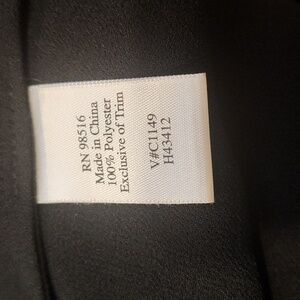 RN 98516
Made in China
100% Polyester
Exclusive of Trim
V#C1149
H43412